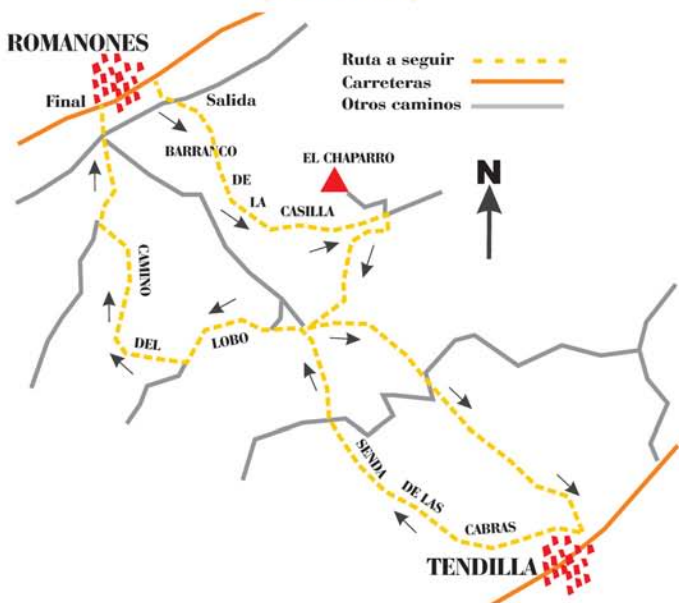 ROMANONES
Final
Salida
Ruta a seguir
Carreteras
Otros caminos
N
BARRANCO
DE
LA
CASILLA
EL CHAPARRO
CAMINO
DEL
LOBO
SENDA
DE LAS
CABRAS
TENDILLA